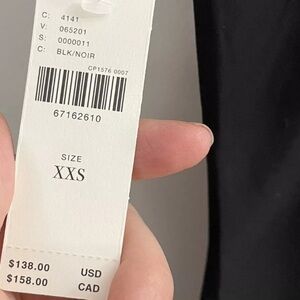 C: 4141
V: 065201
S: 0000011
C: BLK/NOIR
CP1576 0007
67162610
SIZE
XXS
$138.00 USD
$158.00 CAD